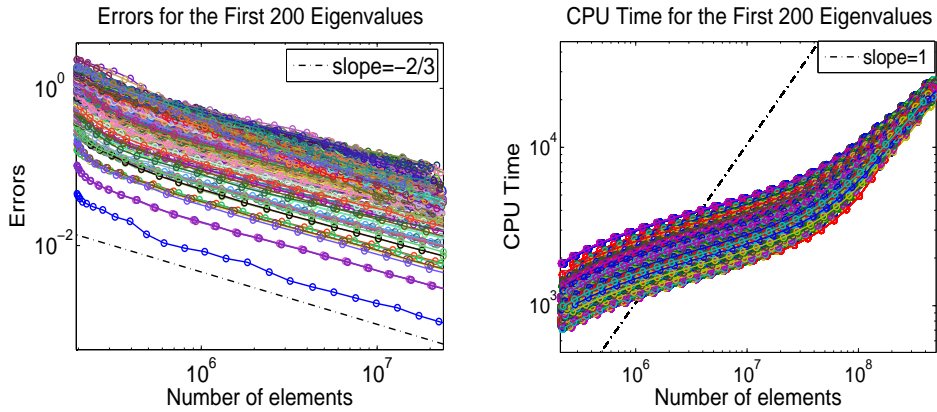 Errors for the First 200 Eigenvalues
slope=−2/3
10^0
10^−2
Errors
10^6
10^7
Number of elements
CPU Time for the First 200 Eigenvalues
slope=1
10^4
10^3
CPU Time
10^6
10^7
10^8
Number of elements